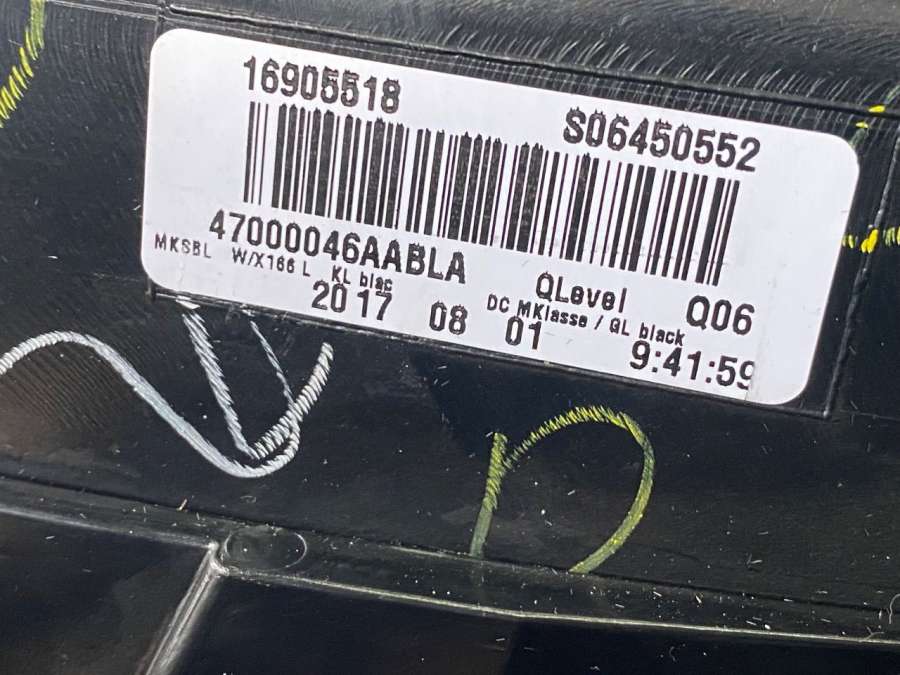 16905518
S06450552
47000046AABLA
QLevel Q06
MKSBL W/X166 L KL blac
DC MKlasse / GL black
2017 08 01 9:41:59